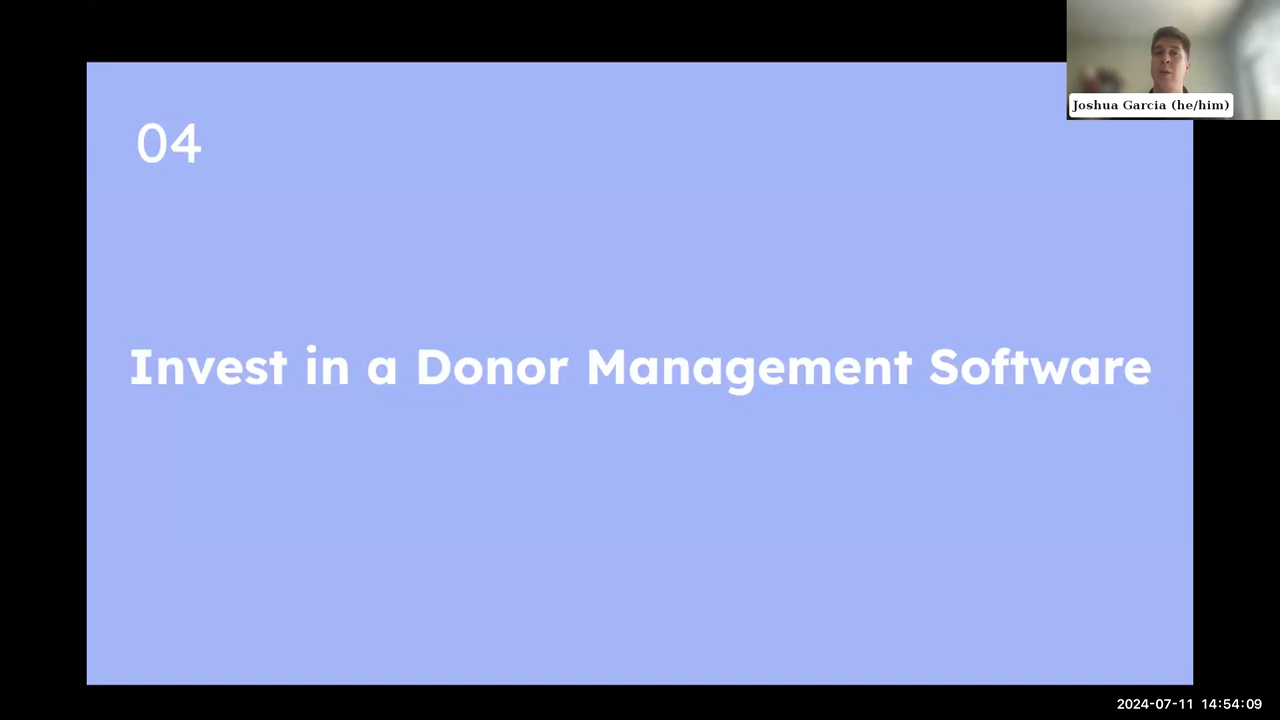 Joshua Garcia (he/him)
04
Invest in a Donor Management Software
2024-07-11 14:54:09